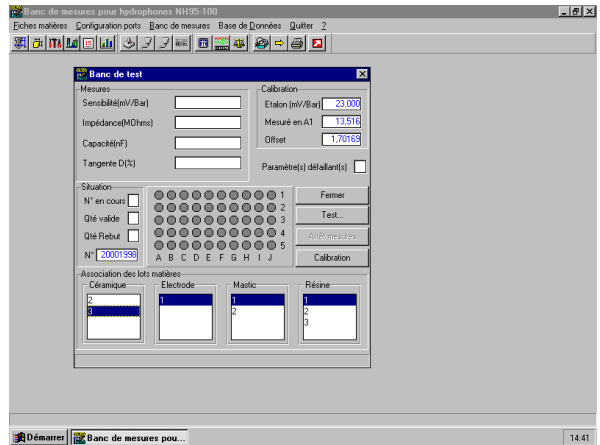 Banc de mesures pour hydrophones NH95-100
Fiches matières Configuration ports Banc de mesures Base de Données Quitter ?
Banc de test
Mesures
Sensibilité(mV/Bar)
Impédance(MOhms)
Capacité(nF)
Tangente D(%)
Calibration
Etalon (mV/Bar) 23,000
Mesuré en A1 13,516
Offset 1,70169
Paramètre(s) défaillant(s)
Situation
N° en cours
Qté valide
Qté Rebut
N° 20001998
1
2
3
4
5
A B C D E F G H I J
Fermer
Test...
Arrêt mesures
Calibration
Association des lots matières
Céramique
2
3
Electrode
1
Mastic
1
2
Résine
1
2
3
Démarrer
Banc de mesures pou...
14:41